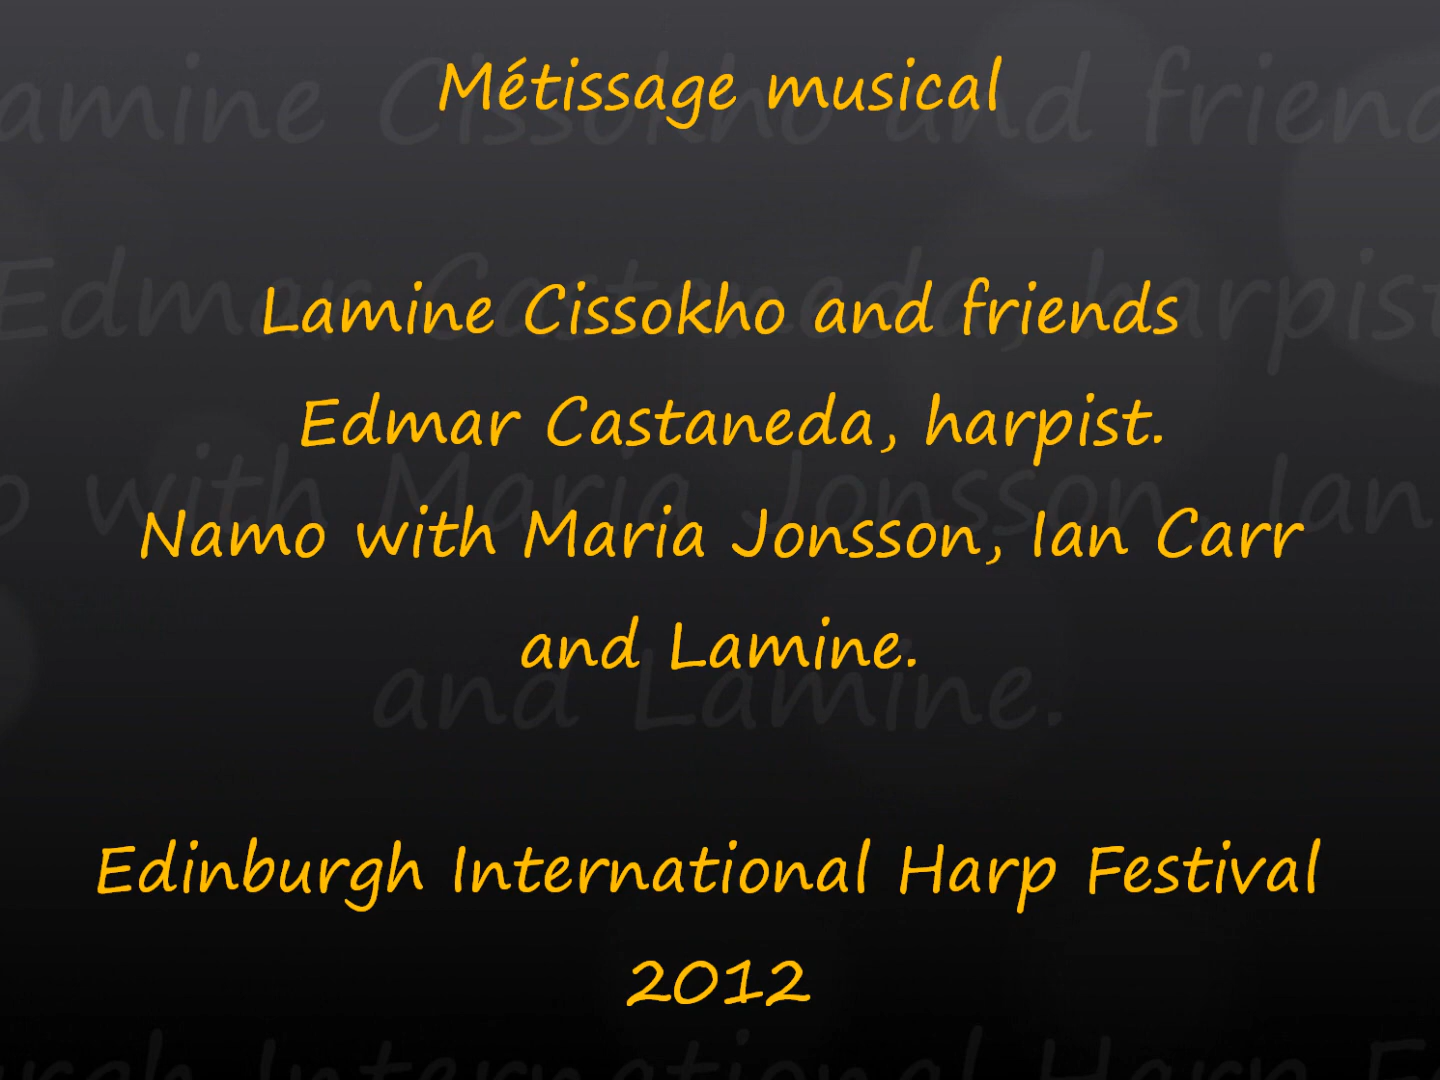 Métissage musical
Lamine Cissokho and friends
Edmar Castaneda, harpist.
Namo with Maria Jonsson, Ian Carr
and Lamine.
Edinburgh International Harp Festival
2012